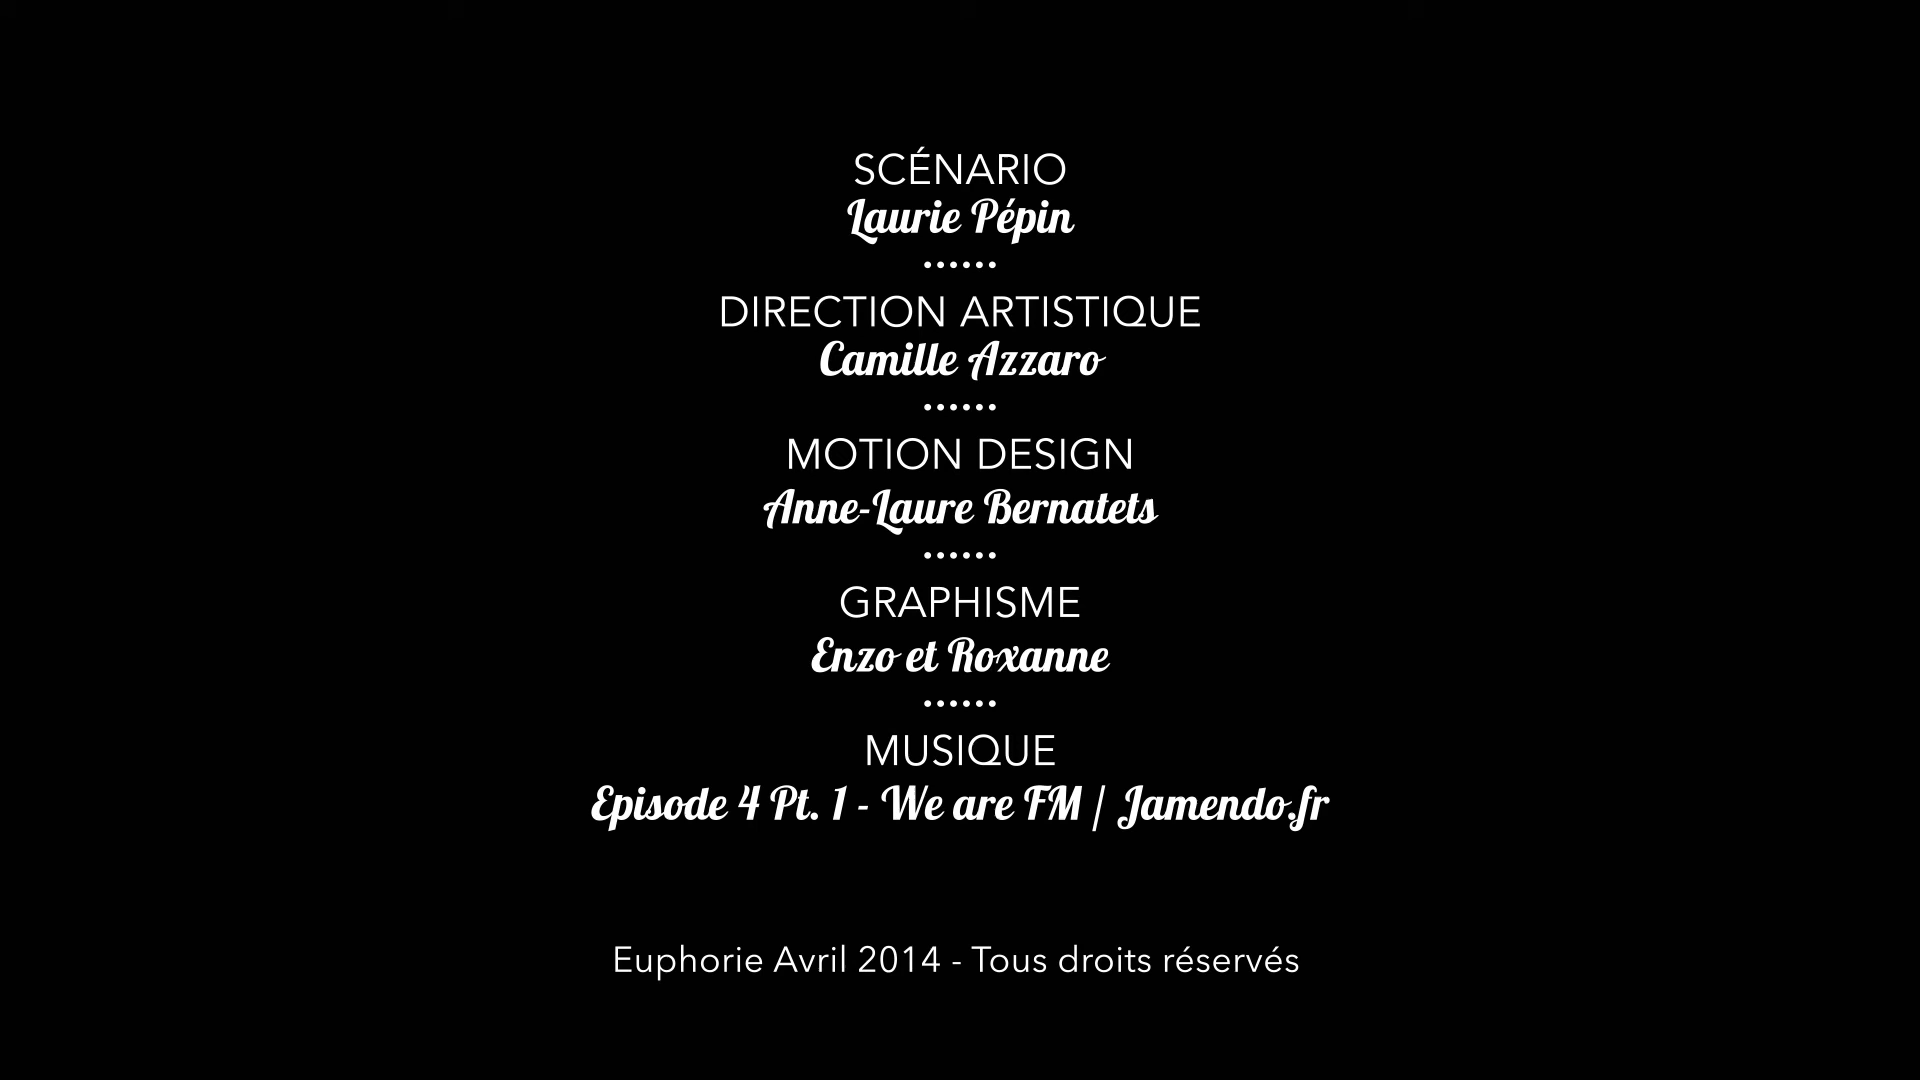 SCÉNARIO
Laurie Pépin
••••••
DIRECTION ARTISTIQUE
Camille Azzaro
••••••
MOTION DESIGN
Anne-Laure Bernatets
••••••
GRAPHISME
Enzo et Roxanne
••••••
MUSIQUE
Episode 4 Pt. 1 - We are FM / Jamendo.fr
Euphorie Avril 2014 - Tous droits réservés